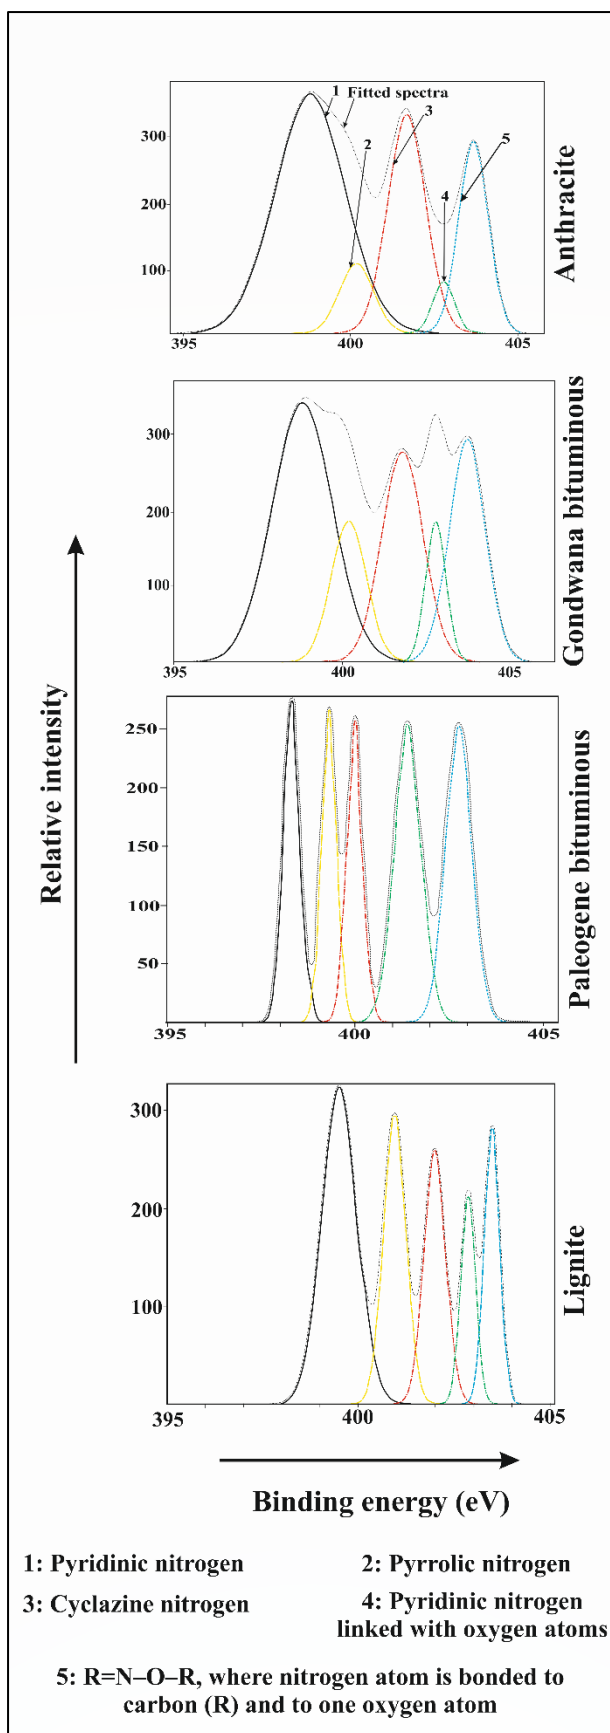 1
Fitted spectra
3
2
5
4
300
200
100
395
400
405
Anthracite
300
200
100
395
400
405
Gondwana bituminous
250
200
150
100
50
395
400
405
Paleogene bituminous
300
200
100
395
400
405
Lignite
Relative intensity
Binding energy (eV)
1: Pyridinic nitrogen
2: Pyrrolic nitrogen
3: Cyclazine nitrogen
4: Pyridinic nitrogen
linked with oxygen atoms
5: R=N–O–R, where nitrogen atom is bonded to
carbon (R) and to one oxygen atom